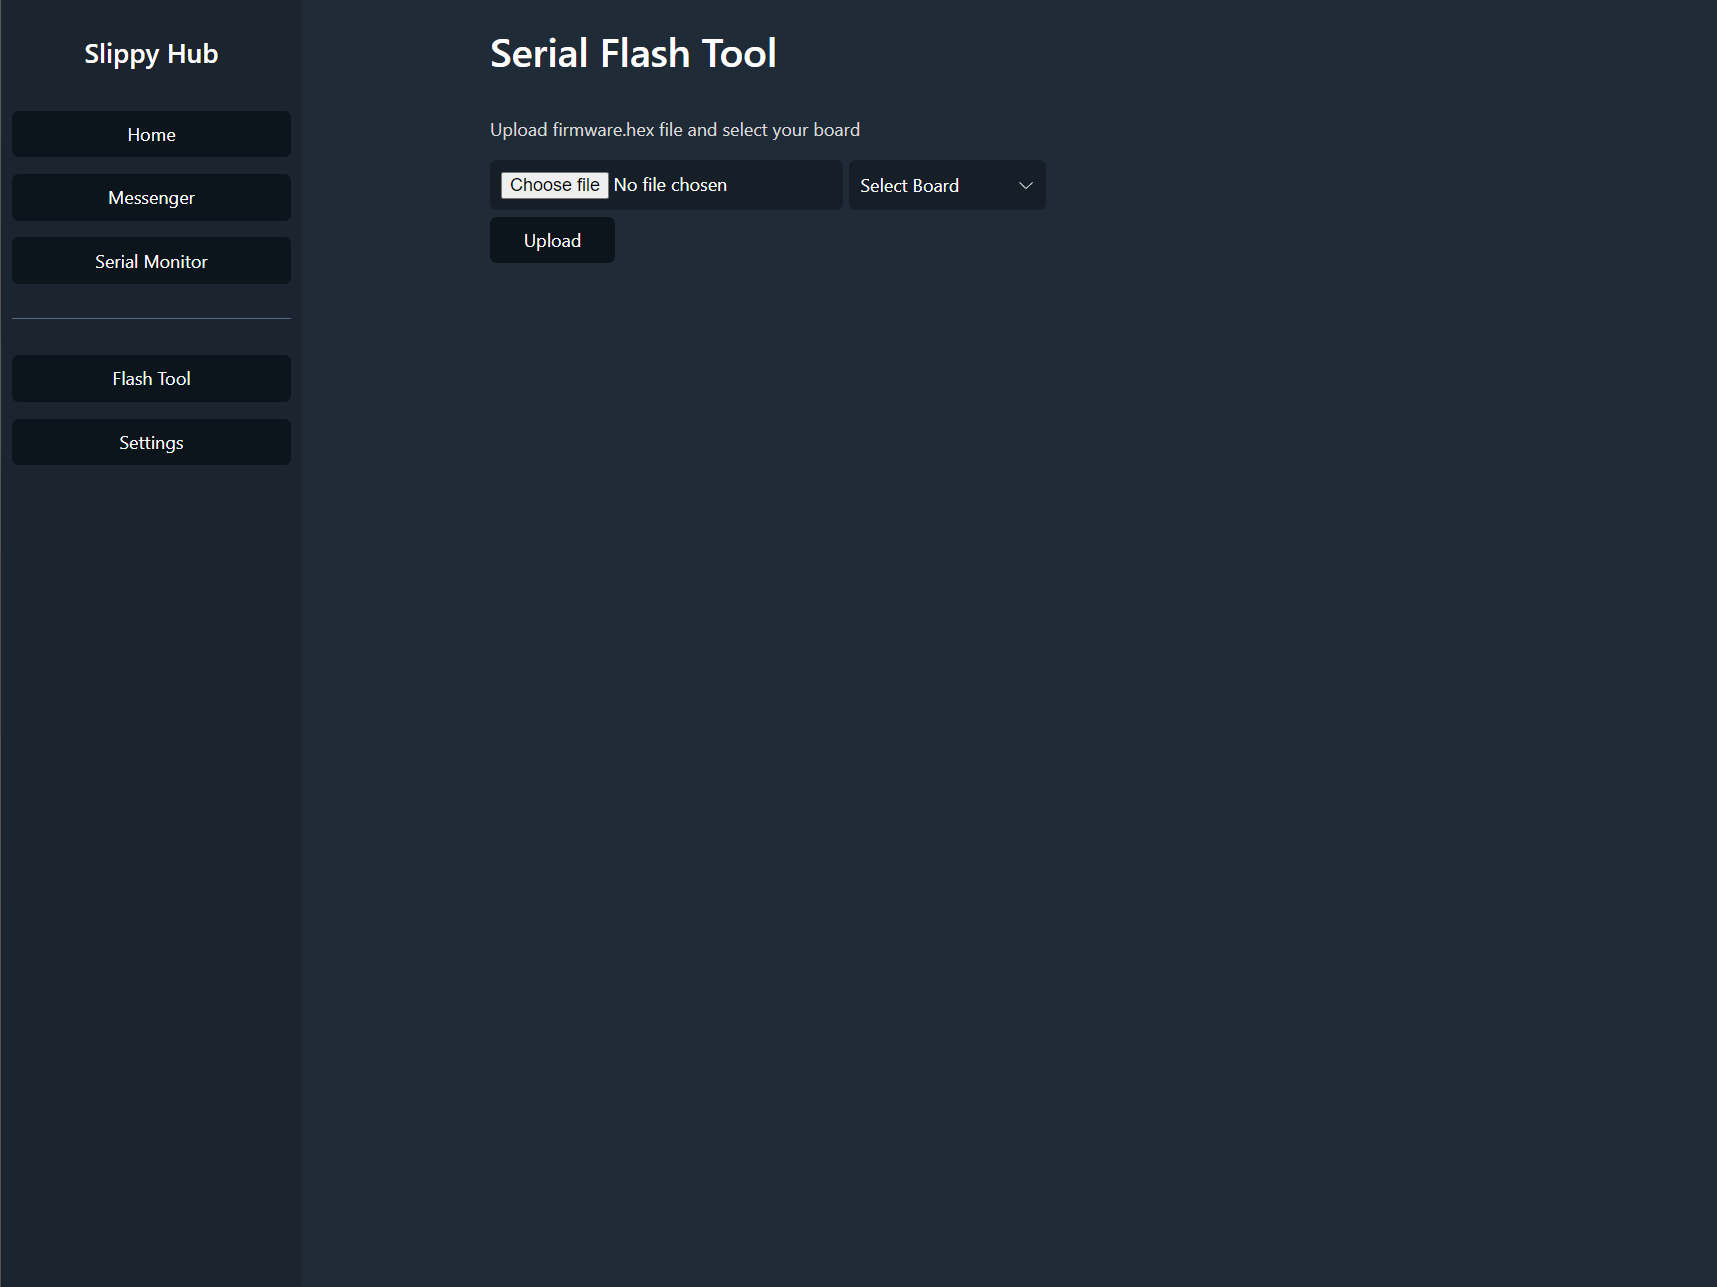 Slippy Hub
Home
Messenger
Serial Monitor
Flash Tool
Settings
Serial Flash Tool
Upload firmware.hex file and select your board
Choose file No file chosen
Select Board
Upload